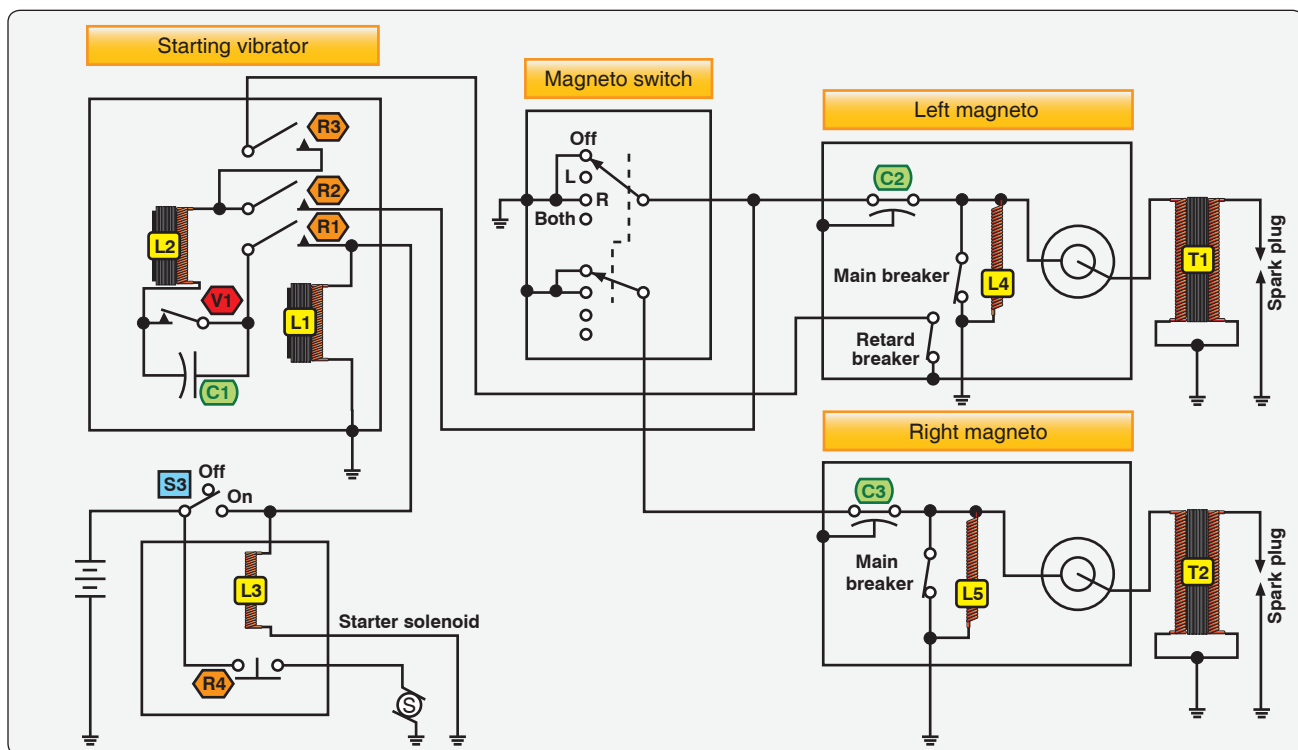 Starting vibrator
Magneto switch
Left magneto
R3
R2
R1
L2
V1
L1
C1
Off
L
R
Both
C2
Main breaker
L4
Retard
breaker
T1
Spark plug
Right magneto
S3
Off
On
L3
Starter solenoid
R4
S
C3
Main
breaker
L5
T2
Spark plug